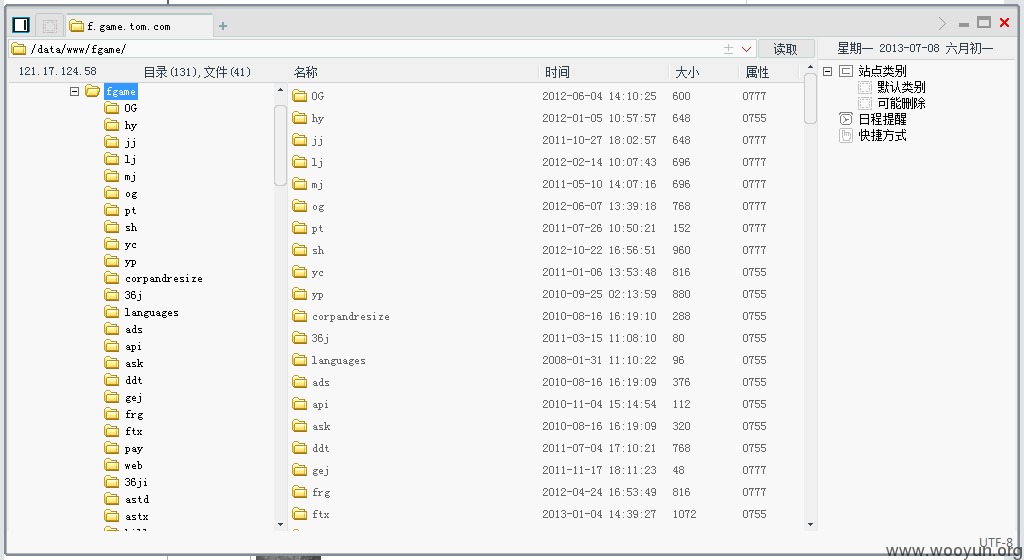 f.game.tom.com
/data/www/fgame/ 读取 星期一 2013-07-08 六月初一
121.17.124.58 目录(131),文件(41) 名称 时间 大小 属性
fgame
OG
hy
jj
lj
mj
og
pt
sh
yc
yp
corpandresize
36j
languages
ads
api
ask
ddt
gej
frg
ftx
pay
web
36ji
astd
astx
OG 2012-06-04 14:10:25 600 0777
hy 2012-01-05 10:57:57 648 0755
jj 2011-10-27 18:02:57 648 0777
lj 2012-02-14 10:07:43 696 0777
mj 2011-05-10 14:07:16 696 0777
og 2012-06-07 13:39:18 768 0777
pt 2011-07-26 10:50:21 152 0777
sh 2012-10-22 16:56:51 960 0777
yc 2011-01-06 13:53:48 816 0755
yp 2010-09-25 02:13:59 880 0755
corpandresize 2010-08-16 16:19:10 288 0755
36j 2011-03-15 11:08:10 80 0755
languages 2008-01-31 11:10:22 96 0755
ads 2010-08-16 16:19:09 376 0755
api 2010-11-04 15:14:54 112 0755
ask 2010-08-16 16:19:09 320 0755
ddt 2011-07-04 17:10:21 768 0755
gej 2011-11-17 18:11:23 48 0777
frg 2012-04-24 16:53:49 816 0777
ftx 2013-01-04 14:39:27 1072 0755
站点类别
默认类别
可能删除
日程提醒
快捷方式
UTF-8
www.wooyun.org